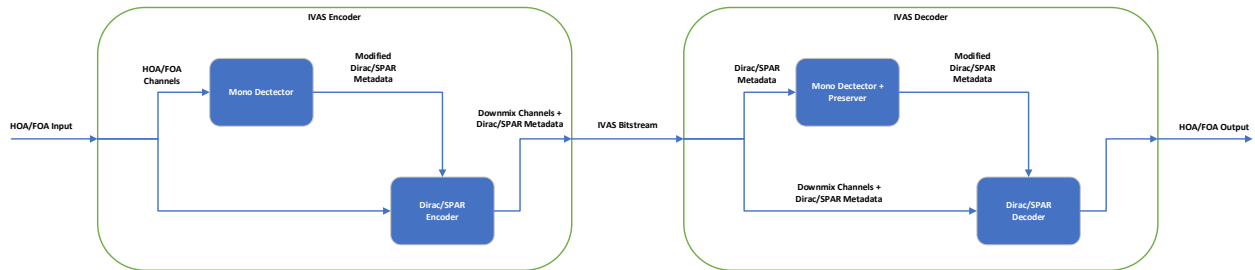 IVAS Encoder
HOA/FOA
Channels
Mono Dectector
Modified
Dirac/SPAR
Metadata
HOA/FOA Input
Downmix Channels +
Dirac/SPAR Metadata
Dirac/SPAR
Encoder
IVAS Bitstream
IVAS Decoder
Dirac/SPAR
Metadata
Mono Dectector +
Preserver
Modified
Dirac/SPAR
Metadata
Downmix Channels +
Dirac/SPAR Metadata
Dirac/SPAR
Decoder
HOA/FOA Output